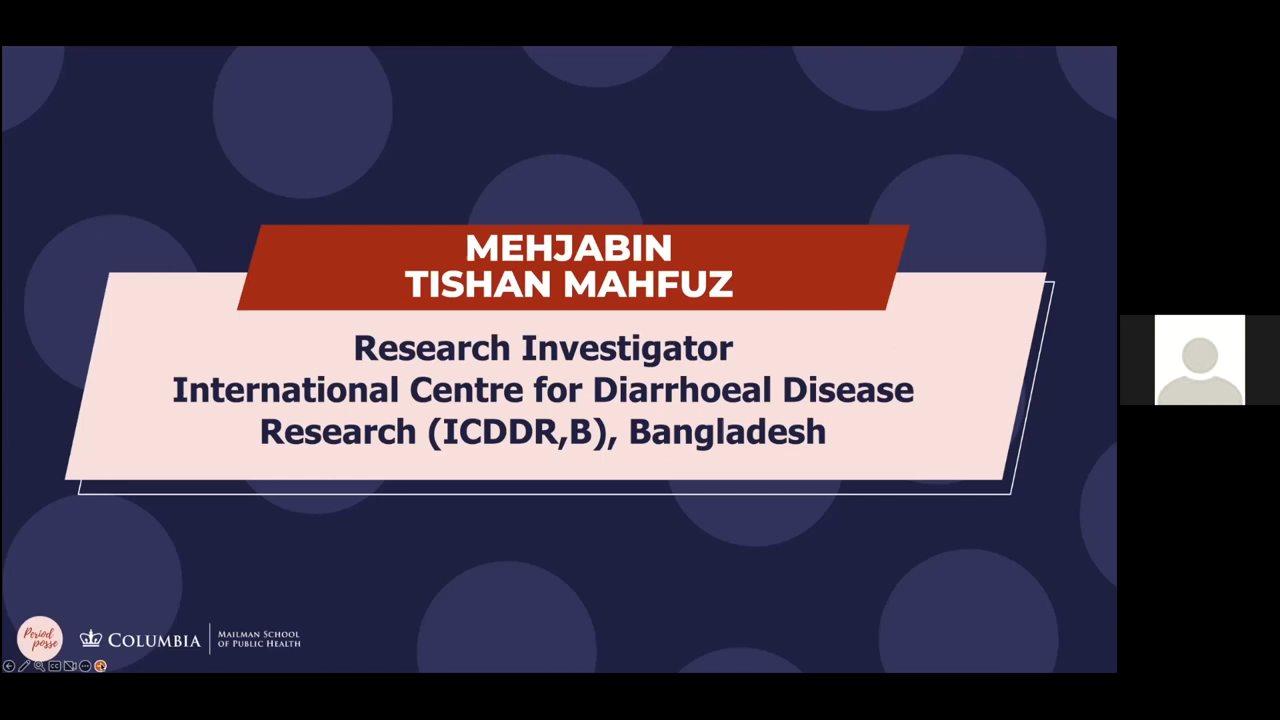 MEHJABIN
TISHAN MAHFUZ
Research Investigator
International Centre for Diarrhoeal Disease
Research (ICDDR,B), Bangladesh
Period
posse
COLUMBIA
MAILMAN SCHOOL
OF PUBLIC HEALTH
CC